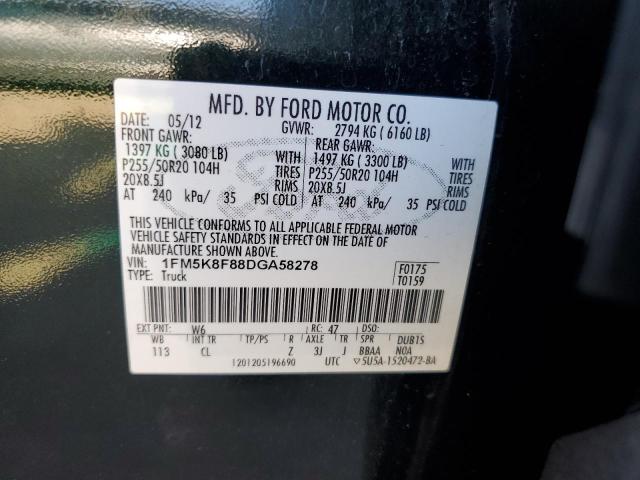 MFD. BY FORD MOTOR CO.
DATE: 05/12 GVWR: 2794 KG ( 6160 LB)
FRONT GAWR: REAR GAWR:
1397 KG ( 3080 LB) WITH 1497 KG ( 3300 LB) WITH
P255/50R20 104H TIRES P255/50R20 104H TIRES
20X8.5J RIMS 20X8.5J RIMS
AT 240 kPa/ 35 PSI COLD AT 240 kPa/ 35 PSI COLD
THIS VEHICLE CONFORMS TO ALL APPLICABLE FEDERAL MOTOR
VEHICLE SAFETY STANDARDS IN EFFECT ON THE DATE OF
MANUFACTURE SHOWN ABOVE.
VIN: 1FM5K8F88DGA58278 F0175
TYPE: Truck T0159
EXT PNT: W6 RC: 47 DSO:
WB INT TR TP/PS R AXLE TR SPR DUB1S
113 CL Z 3J J BBAA NOA
1201205196690 UTC 5U5A-1520472-BA